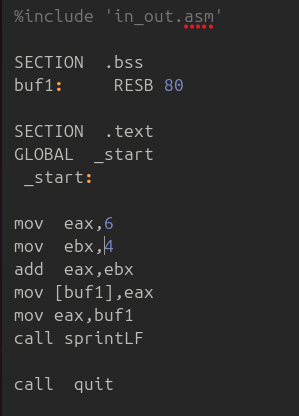 %include 'in_out.asm'
SECTION  .bss
buf1:     RESB 80
SECTION  .text
GLOBAL  _start
 _start:
mov  eax,6
mov  ebx,4
add  eax,ebx
mov [buf1],eax
mov eax,buf1
call sprintLF
call  quit